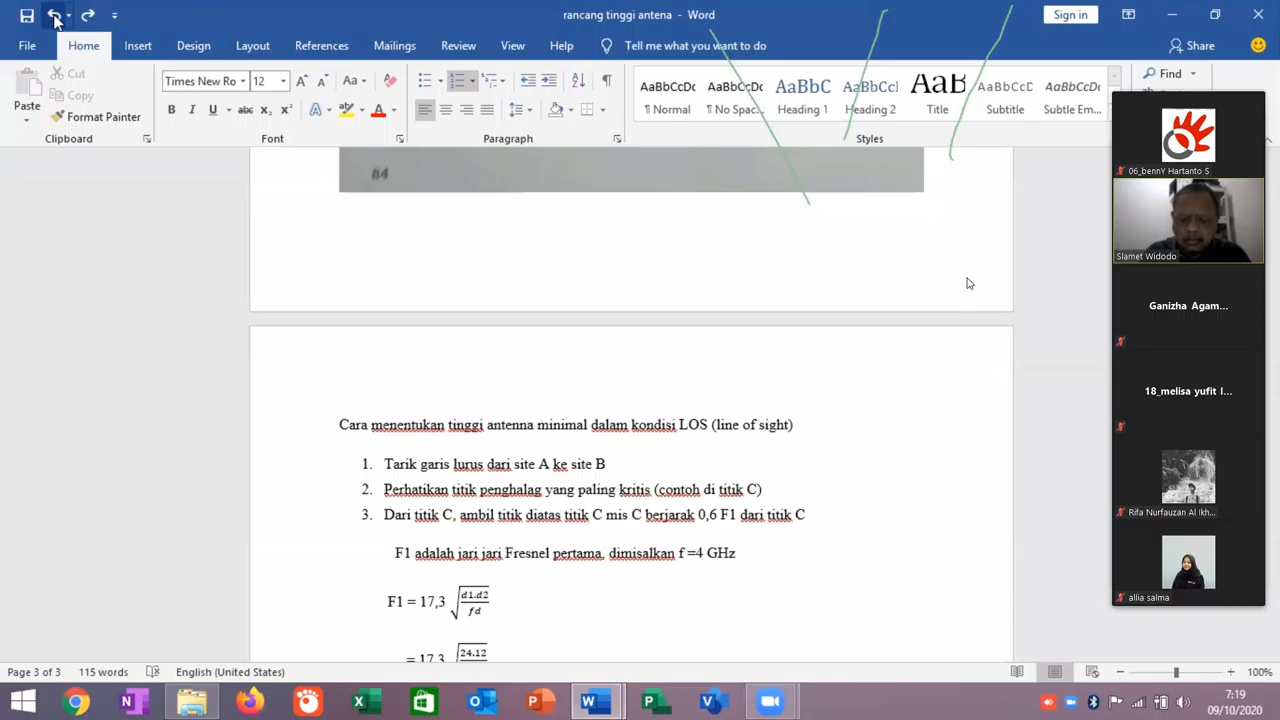 rancang tinggi antena - Word
Sign in
File Home Insert Design Layout References Mailings Review View Help Tell me what you want to do Share
Paste
Cut
Copy
Format Painter
Clipboard
Times New Ro 12
Font
Paragraph
AaBbCcDc AaBbCcDc AaBbC AaBbCcl AaB AaBbCcD AaBbCcDc
¶ Normal ¶ No Spac... Heading 1 Heading 2 Title Subtitle Subtle Em...
Styles
Find
Cara menentukan tinggi antenna minimal dalam kondisi LOS (line of sight)
1. Tarik garis lurus dari site A ke site B
2. Perhatikan titik penghalag yang paling kritis (contoh di titik C)
3. Dari titik C, ambil titik diatas titik C mis C berjarak 0,6 F1 dari titik C
F1 adalah jari jari Fresnel pertama, dimisalkan f =4 GHz
F1 = 17,3 √(d1.d2/fd)
= 17,3 √24.12
06_bennY Hartanto S
Slamet Widodo
Ganizha Agam...
18_melisa yufit I...
Rifa Nurfauzan Al Ikh...
allia salma
Page 3 of 3 115 words English (United States) 100%
7:19
09/10/2020